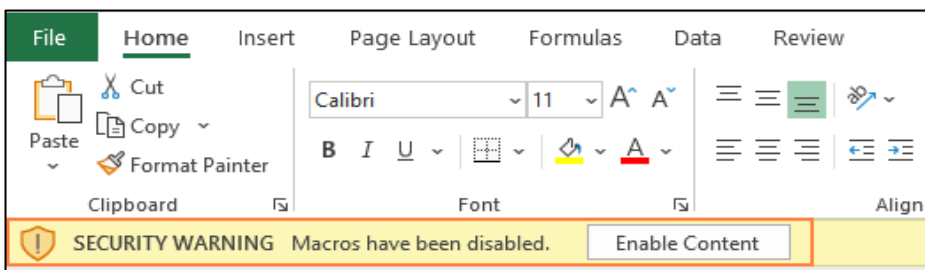 File Home Insert Page Layout Formulas Data Review
Cut
Calibri 11 A A
Copy
Paste
B I U A
Format Painter
Clipboard Font Align
SECURITY WARNING Macros have been disabled. Enable Content